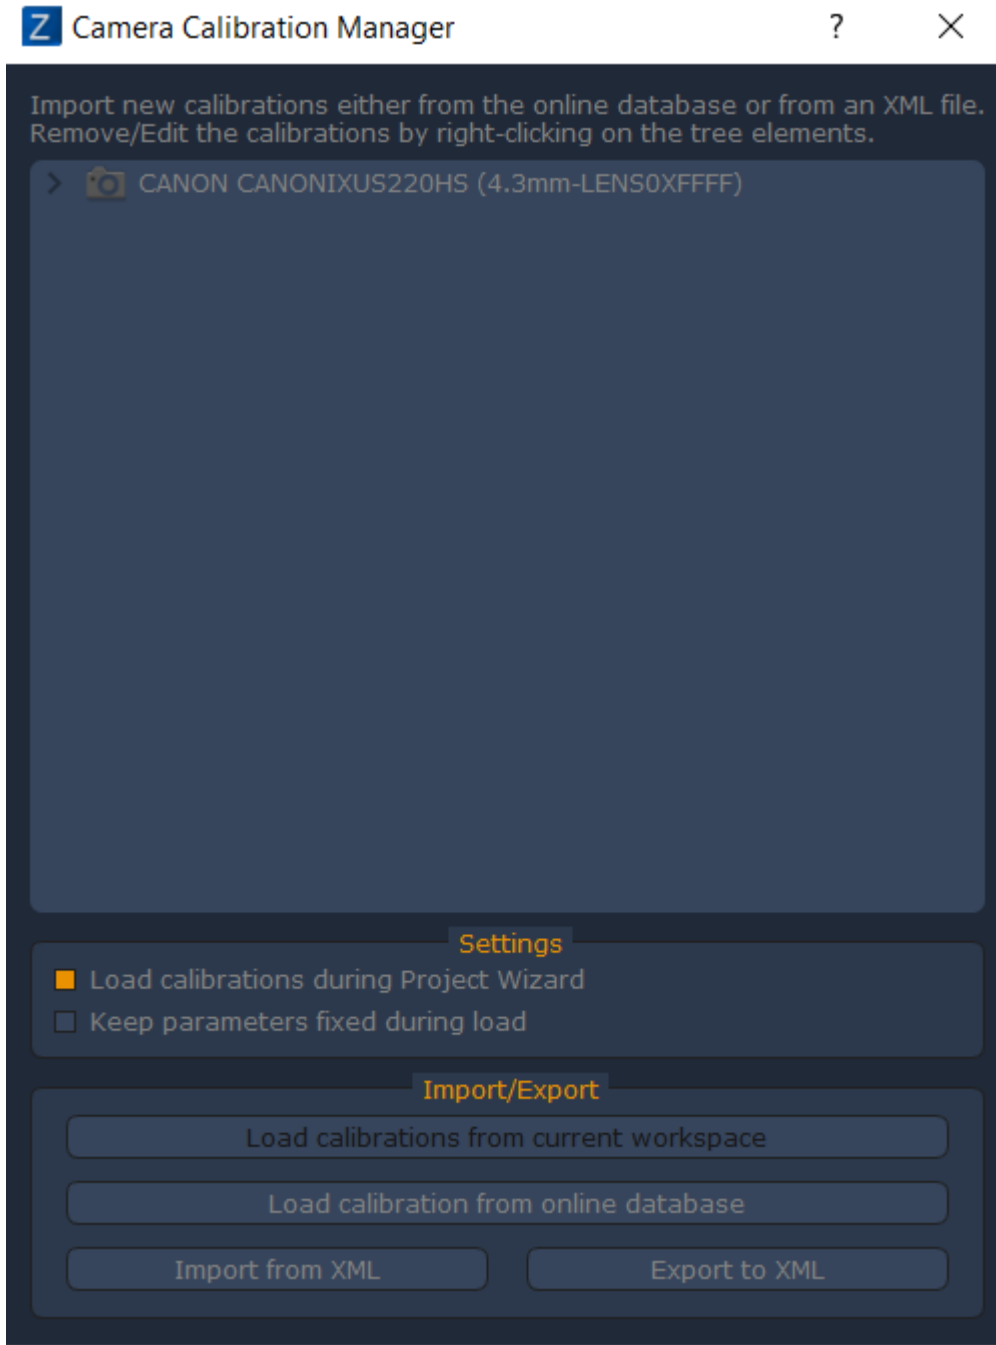 Z Camera Calibration Manager ? ×
Import new calibrations either from the online database or from an XML file.
Remove/Edit the calibrations by right-clicking on the tree elements.
CANON CANONIXUS220HS (4.3mm-LENS0XFFFF)
Settings
Load calibrations during Project Wizard
Keep parameters fixed during load
Import/Export
Load calibrations from current workspace
Load calibration from online database
Import from XML
Export to XML